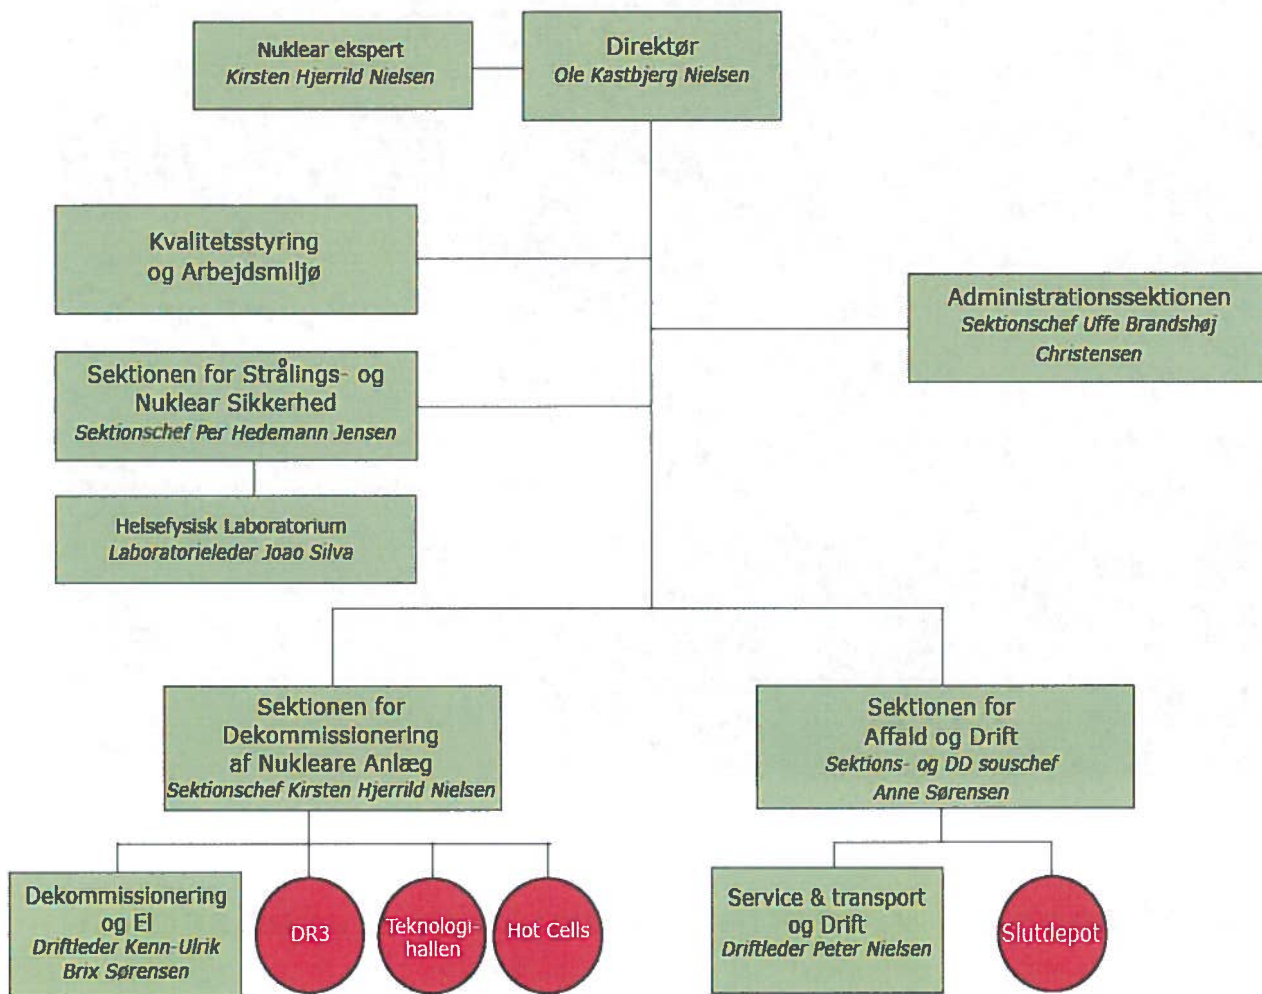 Nuklear ekspert
Kirsten Hjerrild Nielsen
Direktør
Ole Kastbjerg Nielsen
Kvalitetsstyring
og Arbejdsmiljø
Administrationssektionen
Sektionschef Uffe Brandshøj
Christensen
Sektionen for Strålings- og
Nuklear Sikkerhed
Sektionschef Per Hedemann Jensen
Helsefysisk Laboratorium
Laboratorieleder Joao Silva
Sektionen for
Dekommissionering
af Nukleare Anlæg
Sektionschef Kirsten Hjerrild Nielsen
Sektionen for
Affald og Drift
Sektions- og DD souschef
Anne Sørensen
Dekommissionering
og El
Driftleder Kenn-Ulrik
Brix Sørensen
DR3
Teknologi-
hallen
Hot Cells
Service & transport
og Drift
Driftleder Peter Nielsen
Slutdepot